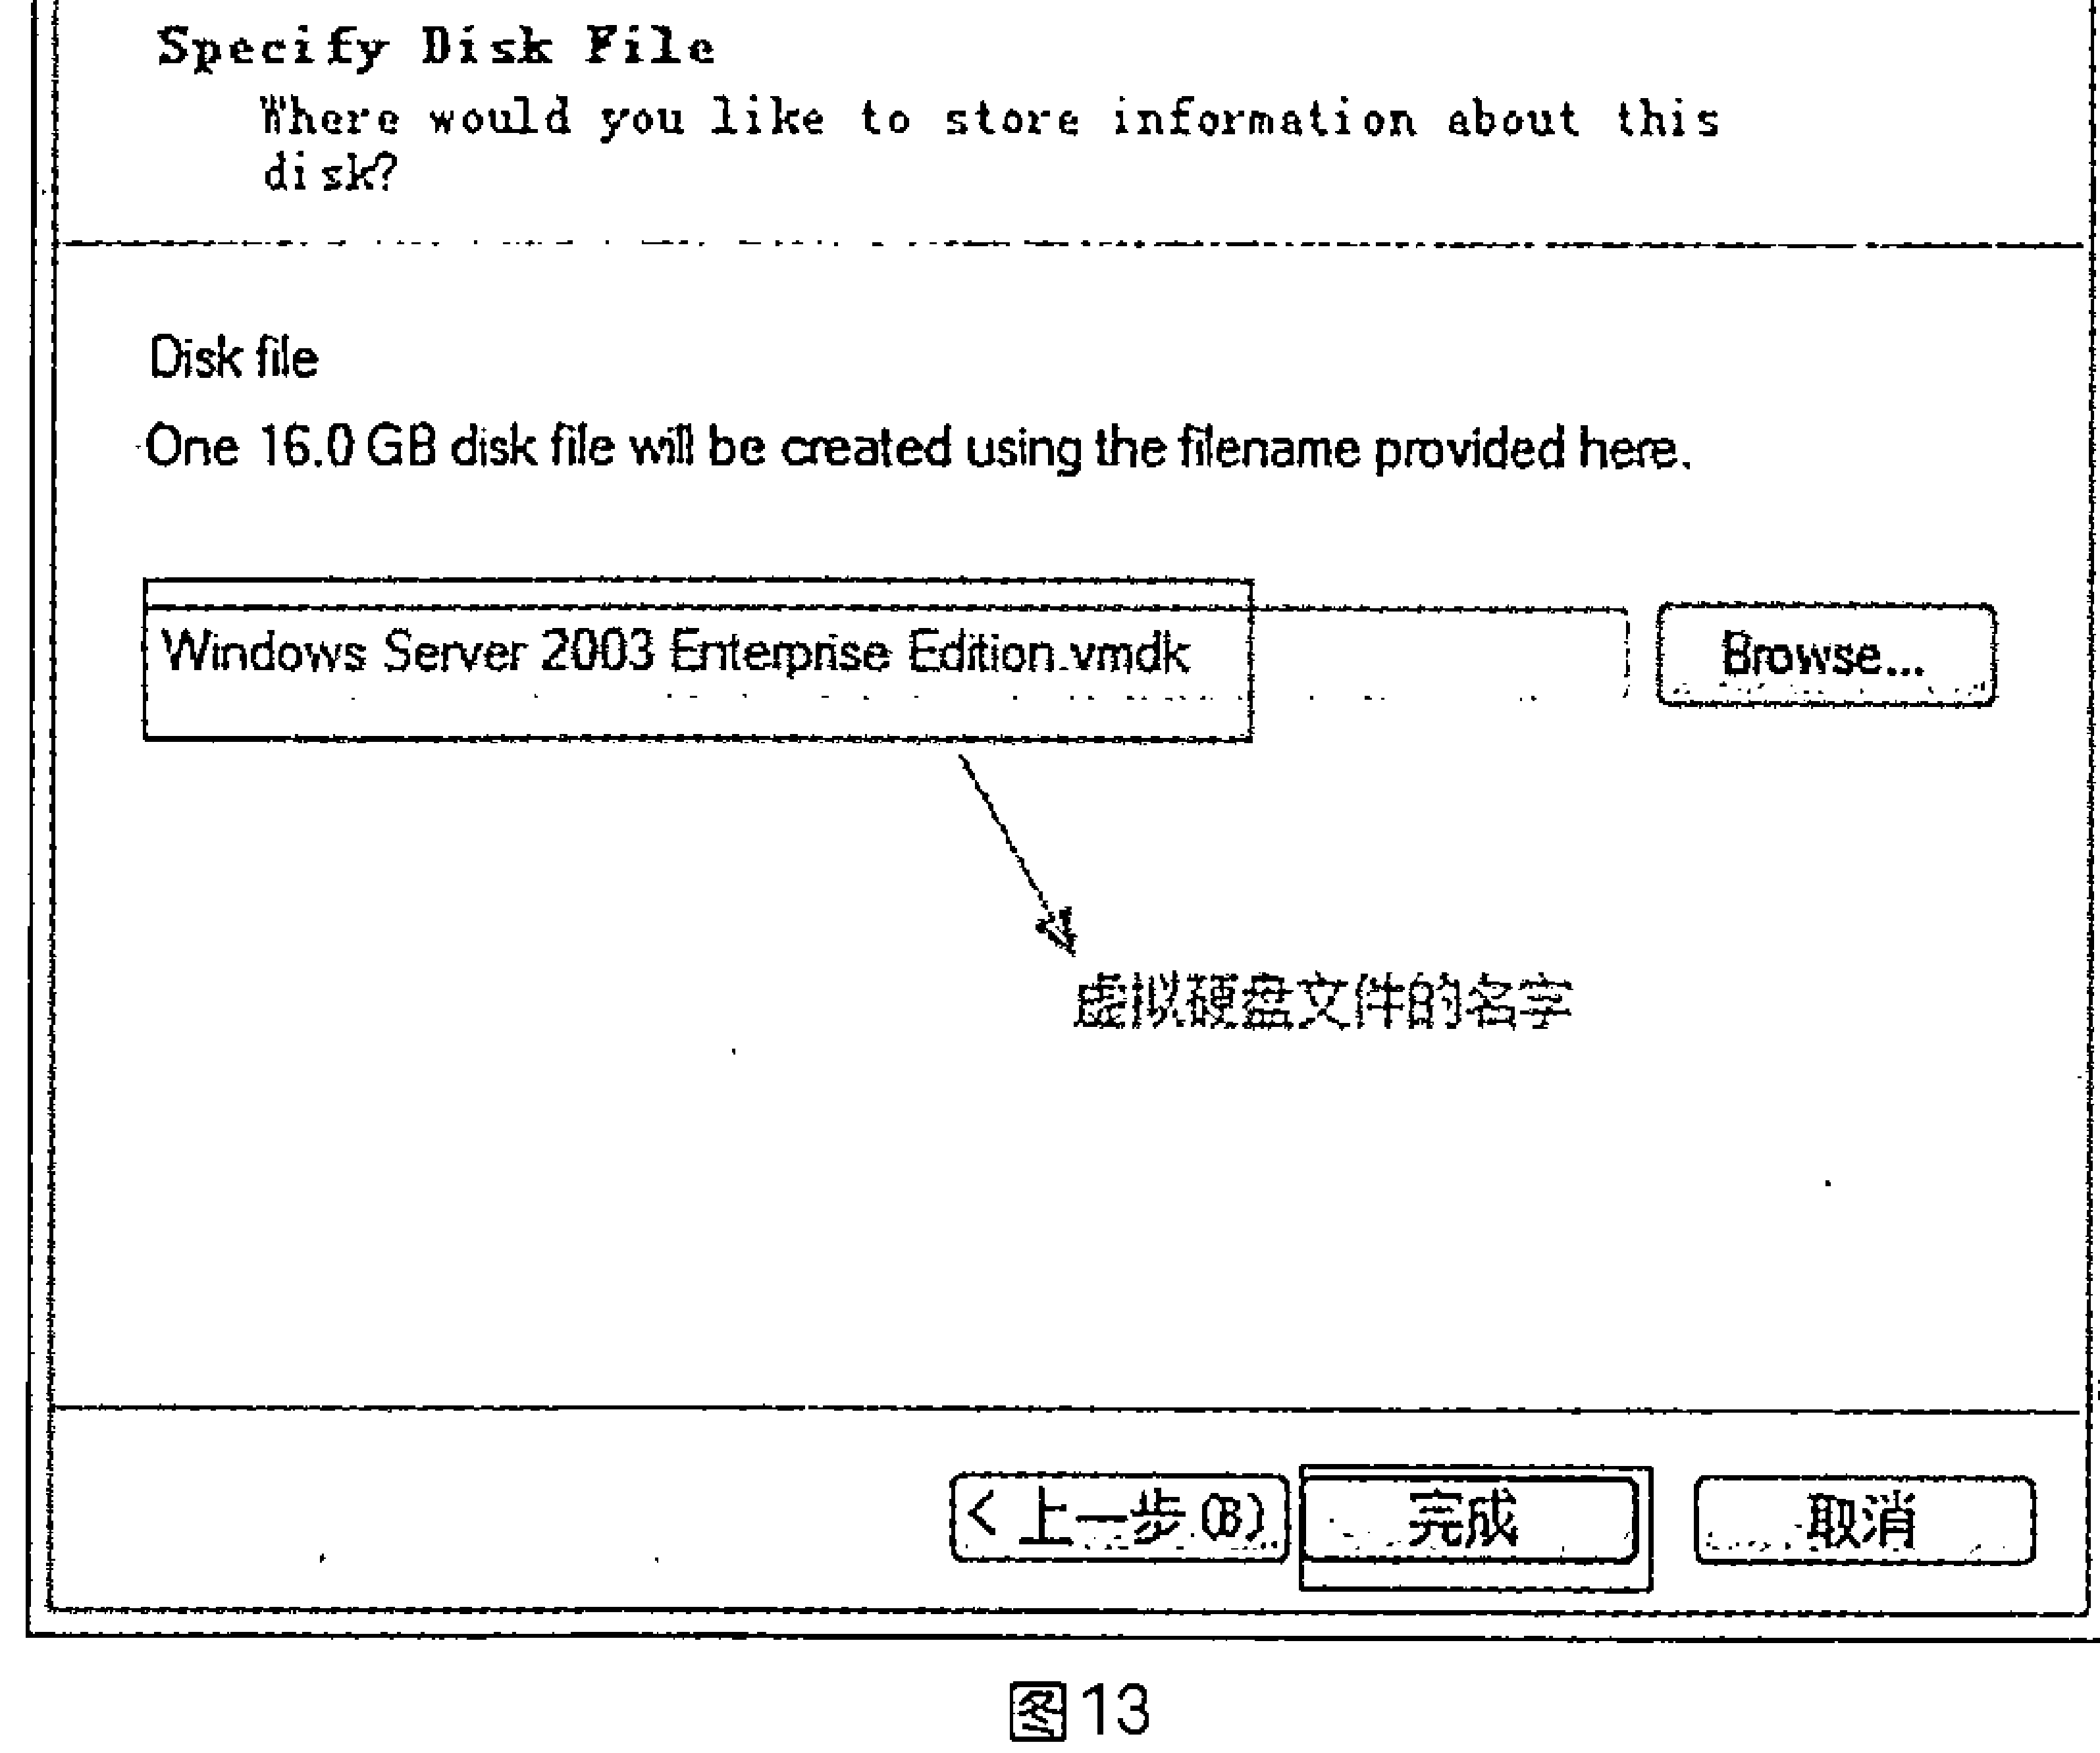 Specify Disk File
Where would you like to store information about this
disk?
Disk file
One 16.0 GB disk file will be created using the filename provided here.
Windows Server 2003 Enterprise Edition.vmdk
Browse...
虚拟硬盘文件的名字
< 上一步(B)
完成
取消
图13